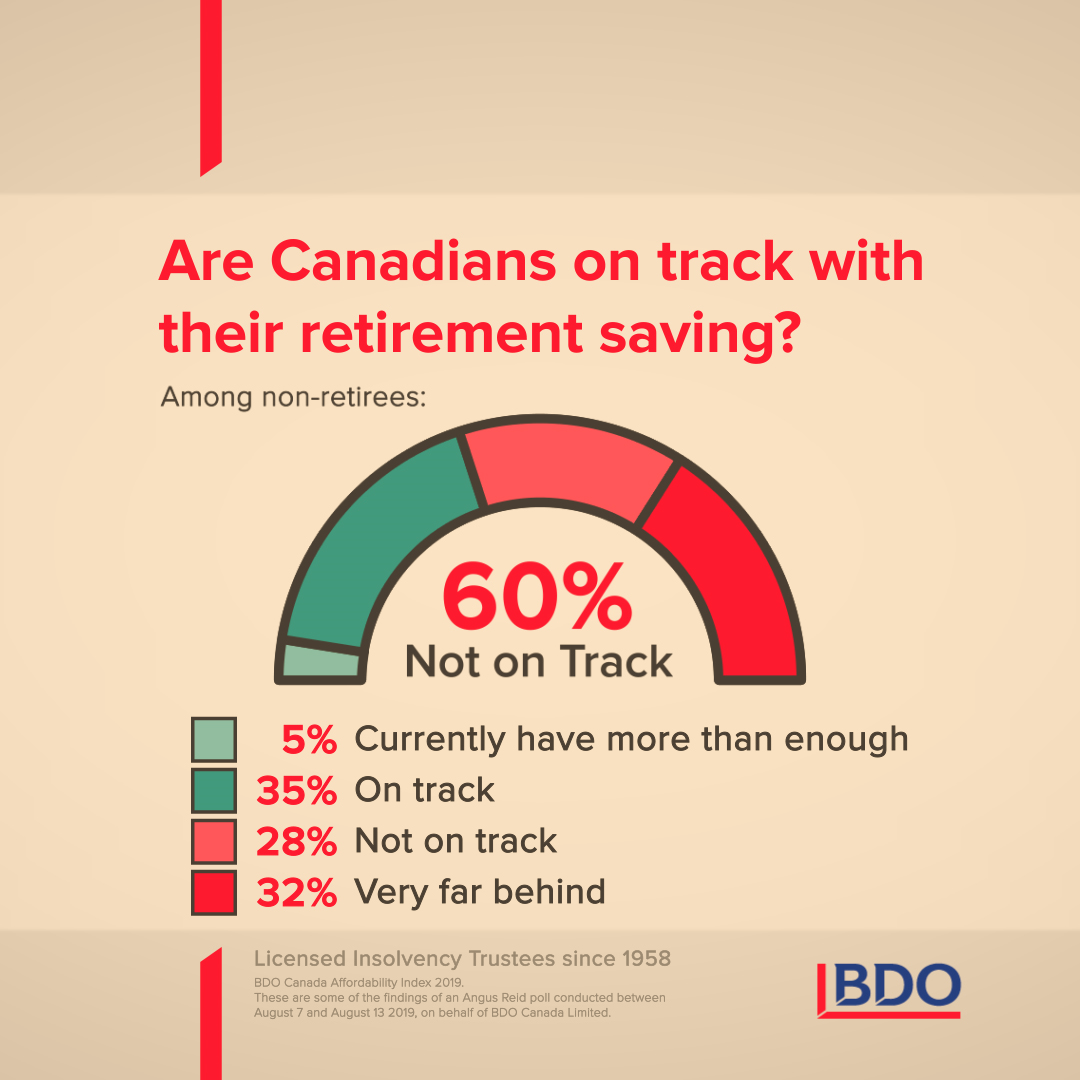 Are Canadians on track with
their retirement saving?
Among non-retirees:
60%
Not on Track
5% Currently have more than enough
35% On track
28% Not on track
32% Very far behind
Licensed Insolvency Trustees since 1958
BDO Canada Affordability Index 2019.
These are some of the findings of an Angus Reid poll conducted between
August 7 and August 13 2019, on behalf of BDO Canada Limited.
BDO